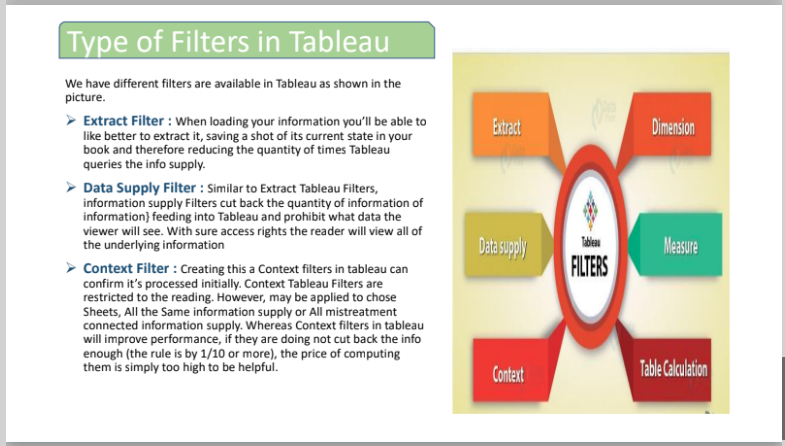 Type of Filters in Tableau
We have different filters are available in Tableau as shown in the
picture.
➢ Extract Filter : When loading your information you’ll be able to
like better to extract it, saving a shot of its current state in your
book and therefore reducing the quantity of times Tableau
queries the info supply.
➢ Data Supply Filter : Similar to Extract Tableau Filters,
information supply Filters cut back the quantity of information of
information} feeding into Tableau and prohibit what data the
viewer will see. With sure access rights the reader will view all of
the underlying information
➢ Context Filter : Creating this a Context filters in tableau can
confirm it’s processed initially. Context Tableau Filters are
restricted to the reading. However, may be applied to chose
Sheets, All the Same information supply or All mistreatment
connected information supply. Whereas Context filters in tableau
will improve performance, if they are doing not cut back the info
enough (the rule is by 1/10 or more), the price of computing
them is simply too high to be helpful.
Extract
Dimension
Data supply
Tableau
FILTERS
Measure
Context
Table Calculation